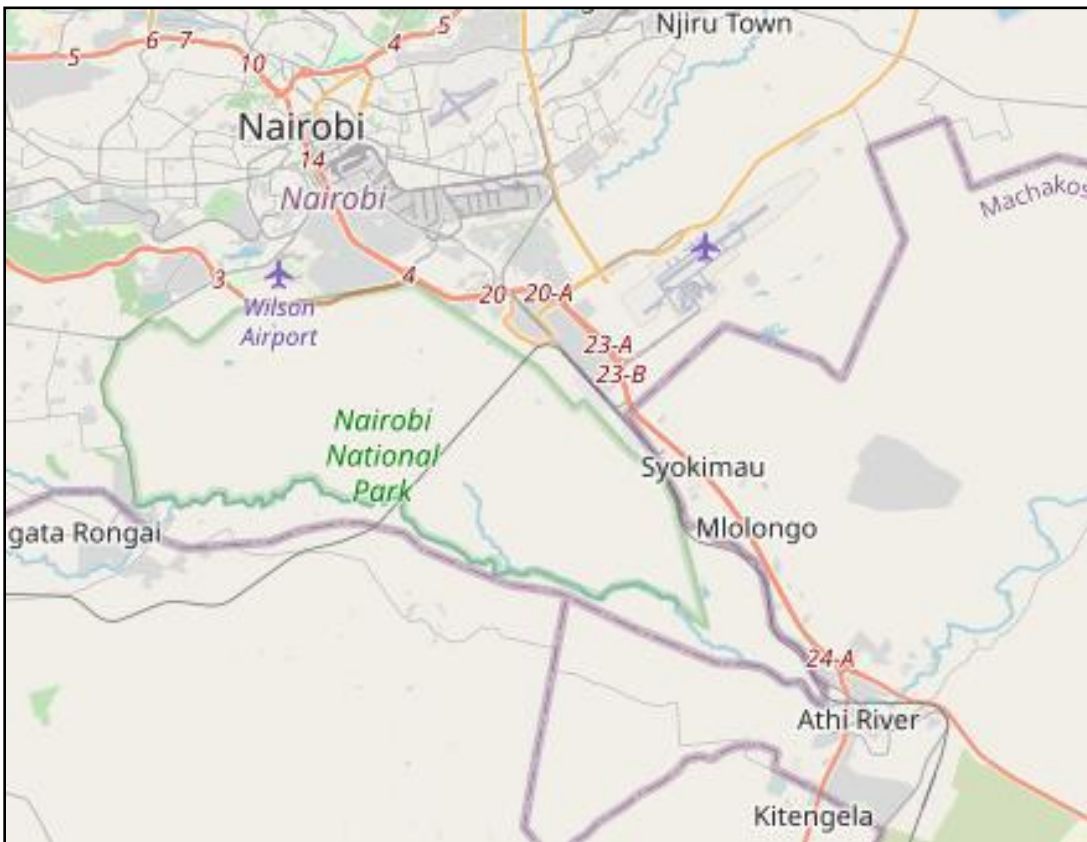 Njiru Town
5
6
7
4
5
10
Nairobi
14
Nairobi
Machakos
3
4
20
20-A
Wilson
Airport
23-A
23-B
Nairobi
National
Park
Syokimau
Mlolongo
gata Rongai
24-A
Athi River
Kitengela